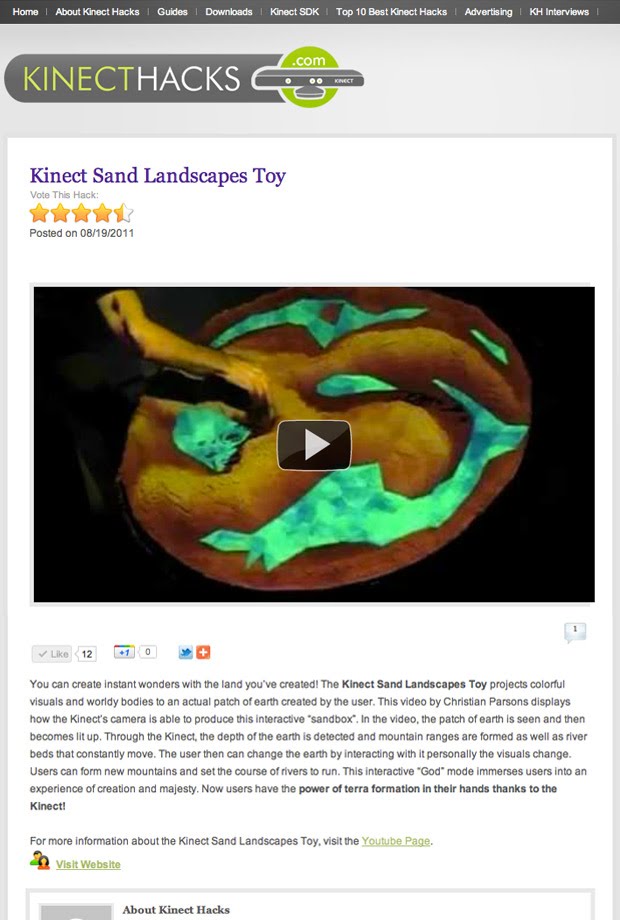 Home | About Kinect Hacks | Guides | Downloads | Kinect SDK | Top 10 Best Kinect Hacks | Advertising | KH Interviews |
KINECTHACKS .com
KINECT
Kinect Sand Landscapes Toy
Vote This Hack:
Posted on 08/19/2011
1
Like 12 +1 0
You can create instant wonders with the land you've created! The Kinect Sand Landscapes Toy projects colorful
visuals and worldy bodies to an actual patch of earth created by the user. This video by Christian Parsons displays
how the Kinect's camera is able to produce this interactive “sandbox”. In the video, the patch of earth is seen and then
becomes lit up. Through the Kinect, the depth of the earth is detected and mountain ranges are formed as well as river
beds that constantly move. The user then can change the earth by interacting with it personally the visuals change.
Users can form new mountains and set the course of rivers to run. This interactive “God” mode immerses users into an
experience of creation and majesty. Now users have the power of terra formation in their hands thanks to the
Kinect!
For more information about the Kinect Sand Landscapes Toy, visit the Youtube Page.
Visit Website
About Kinect Hacks